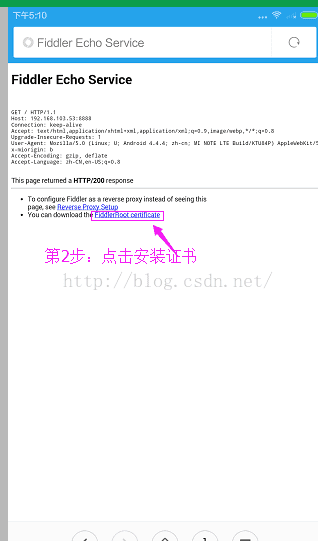 下午5:10
Fiddler Echo Service
Fiddler Echo Service
GET / HTTP/1.1
Host: 192.168.103.53:8888
Connection: keep-alive
Accept: text/html,application/xhtml+xml,application/xml;q=0.9,image/webp,*/*;q=0.8
Upgrade-Insecure-Requests: 1
User-Agent: Mozilla/5.0 (Linux; U; Android 4.4.4; zh-cn; MI NOTE LTE Build/KTU84P) AppleWebKit/5
x-miorigin: b
Accept-Encoding: gzip, deflate
Accept-Language: zh-CN,en-US;q=0.8
This page returned a HTTP/200 response
• To configure Fiddler as a reverse proxy instead of seeing this
page, see Reverse Proxy Setup
• You can download the FiddlerRoot certificate
第2步：点击安装证书
http://blog.csdn.net/